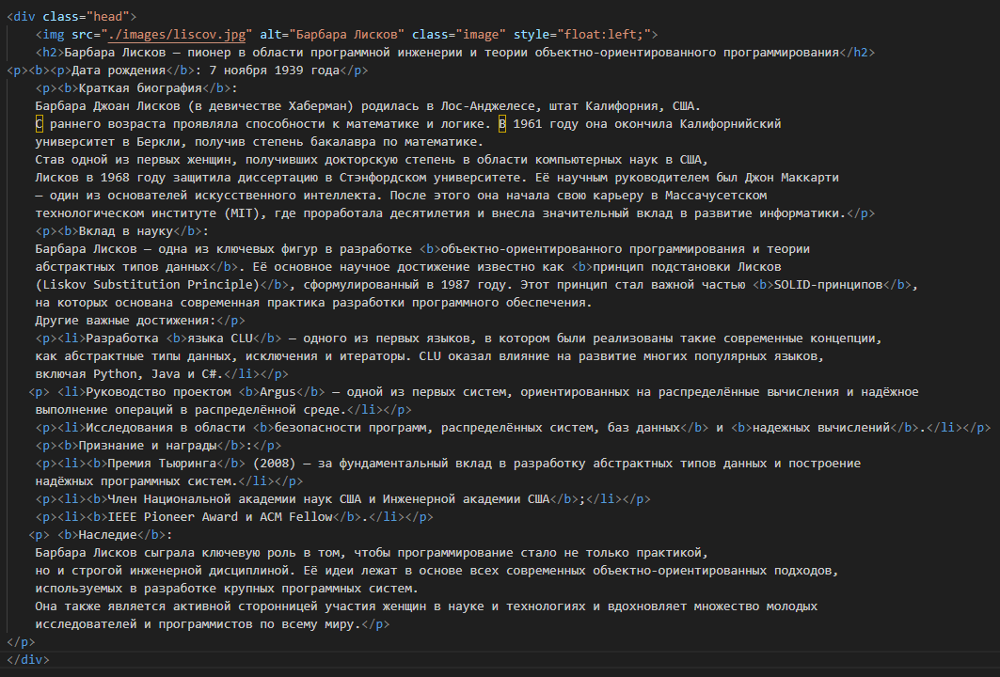 <div class="head">
<img src="./images/liscov.jpg" alt="Барбара Лисков" class="image" style="float:left;">
<h2>Барбара Лисков — пионер в области программной инженерии и теории объектно-ориентированного программирования</h2>
<p><b><p>Дата рождения</b>: 7 ноября 1939 года</p>
<p><b>Краткая биография</b>:
Барбара Джоан Лисков (в девичестве Хаберман) родилась в Лос-Анджелесе, штат Калифорния, США.
С раннего возраста проявляла способности к математике и логике. В 1961 году она окончила Калифорнийский
университет в Беркли, получив степень бакалавра по математике.
Став одной из первых женщин, получивших докторскую степень в области компьютерных наук в США,
Лисков в 1968 году защитила диссертацию в Стэнфордском университете. Её научным руководителем был Джон Маккарти
— один из основателей искусственного интеллекта. После этого она начала свою карьеру в Массачусетском
технологическом институте (MIT), где проработала десятилетия и внесла значительный вклад в развитие информатики.</p>
<p><b>Вклад в науку</b>:
Барбара Лисков — одна из ключевых фигур в разработке <b>объектно-ориентированного программирования и теории
абстрактных типов данных</b>. Её основное научное достижение известно как <b>принцип подстановки Лисков
(Liskov Substitution Principle)</b>, сформулированный в 1987 году. Этот принцип стал важной частью <b>SOLID-принципов</b>,
на которых основана современная практика разработки программного обеспечения.
Другие важные достижения:</p>
<p><li>Разработка <b>языка CLU</b> — одного из первых языков, в котором были реализованы такие современные концепции,
как абстрактные типы данных, исключения и итераторы. CLU оказал влияние на развитие многих популярных языков,
включая Python, Java и C#.</li></p>
<p> <li>Руководство проектом <b>Argus</b> — одной из первых систем, ориентированных на распределённые вычисления и надёжное
выполнение операций в распределённой среде.</li></p>
<p><li>Исследования в области <b>безопасности программ, распределённых систем, баз данных</b> и <b>надежных вычислений</b>.</li></p>
<p><b>Признание и награды</b>:</p>
<p><li><b>Премия Тьюринга</b> (2008) — за фундаментальный вклад в разработку абстрактных типов данных и построение
надёжных программных систем.</li></p>
<p><li><b>Член Национальной академии наук США и Инженерной академии США</b>;</li></p>
<p><li><b>IEEE Pioneer Award и ACM Fellow</b>.</li></p>
<p> <b>Наследие</b>:
Барбара Лисков сыграла ключевую роль в том, чтобы программирование стало не только практикой,
но и строгой инженерной дисциплиной. Её идеи лежат в основе всех современных объектно-ориентированных подходов,
используемых в разработке крупных программных систем.
Она также является активной сторонницей участия женщин в науке и технологиях и вдохновляет множество молодых
исследователей и программистов по всему миру.</p>
</p>
</div>